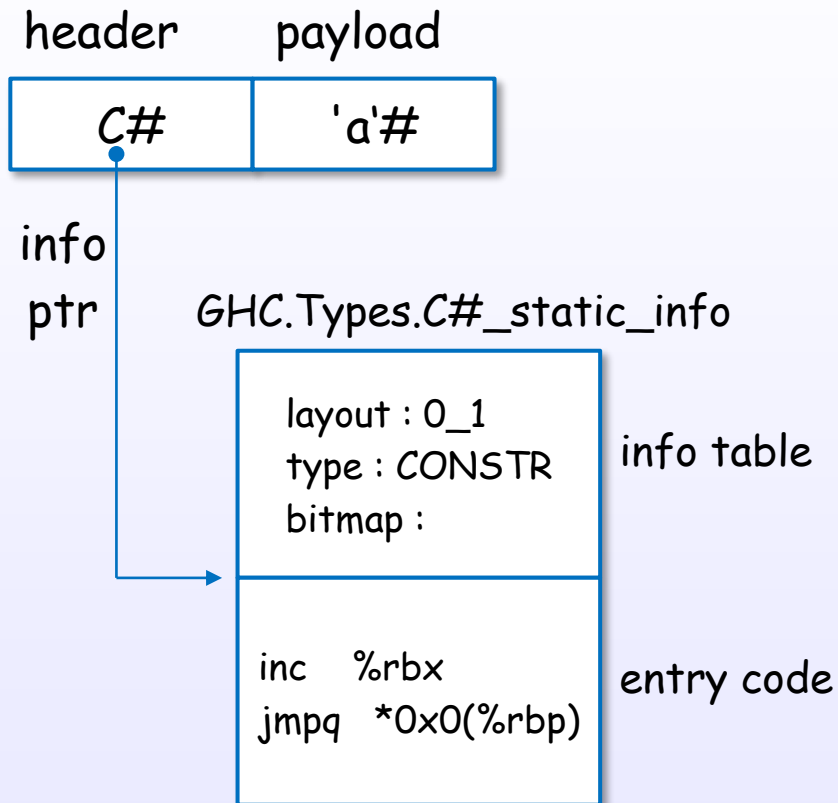 header payload
C# 'a'#
info
ptr
GHC.Types.C#_static_info
layout : 0_1
type : CONSTR
bitmap :
info table
inc %rbx
jmpq *0x0(%rbp)
entry code